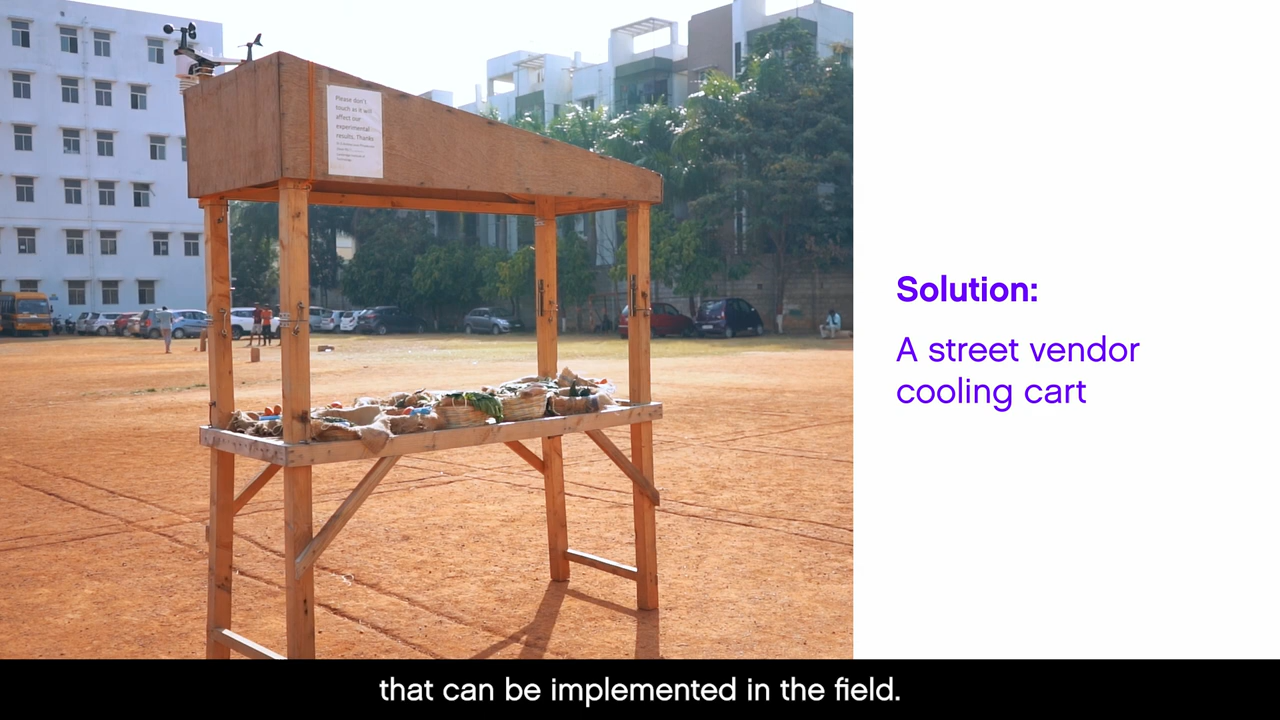 Please don't
touch as it will
affect our
experimental
results. Thanks
Solution:
A street vendor
cooling cart
that can be implemented in the field.